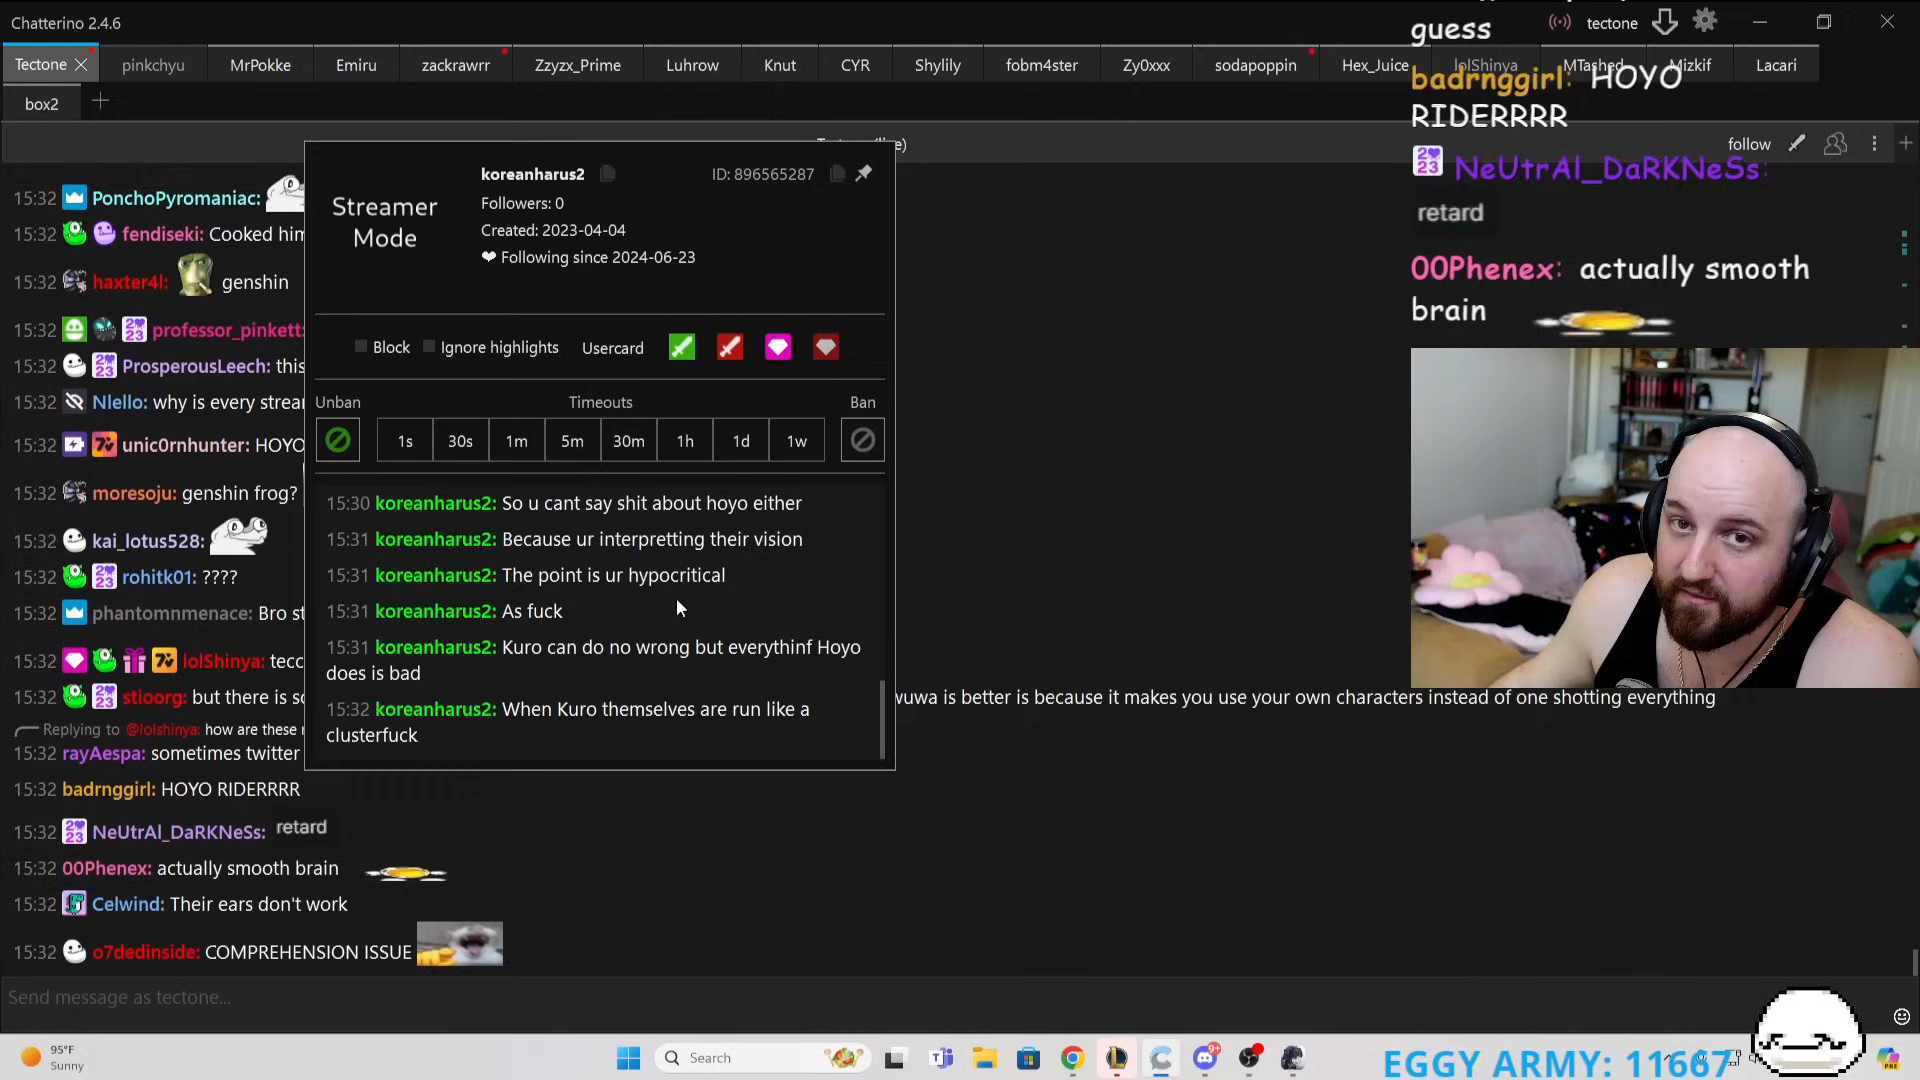 Chatterino 2.4.6
guess
tectone
Tectone
pinkchyu
MrPokke
Emiru
zackrawrr
Zzyzx_Prime
Luhrow
Knut
CYR
Shylily
fobm4ster
Zy0xxx
sodapoppin
Hex_Juice
lolShinya
MTashed
Mizkif
Lacari
box2
badrnggirl: HOYO
RIDERRRR
follow
NeUtrAl_DaRKNeSs:
retard
00Phenex: actually smooth
brain
koreanharus2
ID: 896565287
Streamer
Mode
Followers: 0
Created: 2023-04-04
Following since 2024-06-23
Block
Ignore highlights
Usercard
Unban
Timeouts
Ban
1s 30s 1m 5m 30m 1h 1d 1w
15:30 koreanharus2: So u cant say shit about hoyo either
15:31 koreanharus2: Because ur interpretting their vision
15:31 koreanharus2: The point is ur hypocritical
15:31 koreanharus2: As fuck
15:31 koreanharus2: Kuro can do no wrong but everythinf Hoyo
does is bad
15:32 koreanharus2: When Kuro themselves are run like a
clusterfuck
15:32 PonchoPyromaniac:
15:32 fendiseki: Cooked him
15:32 haxter4l: genshin
15:32 professor_pinkett:
15:32 ProsperousLeech: this
15:32 Nlello: why is every strea
15:32 unic0rnhunter: HOYO
15:32 moresoju: genshin frog?
15:32 kai_lotus528:
15:32 rohitk01: ????
15:32 phantomnmenace: Bro st
15:32 lolShinya: tecc
15:32 stioorg: but there is so wuwa is better is because it makes you use your own characters instead of one shotting everything
Replying to @lolshinya: how are these
15:32 rayAespa: sometimes twitter
15:32 badrnggirl: HOYO RIDERRRR
15:32 NeUtrAl_DaRKNeSs: retard
15:32 00Phenex: actually smooth brain
15:32 Celwind: Their ears don't work
15:32 o7dedinside: COMPREHENSION ISSUE
Send message as tectone...
95°F
Sunny
Search
EGGY ARMY: 11667